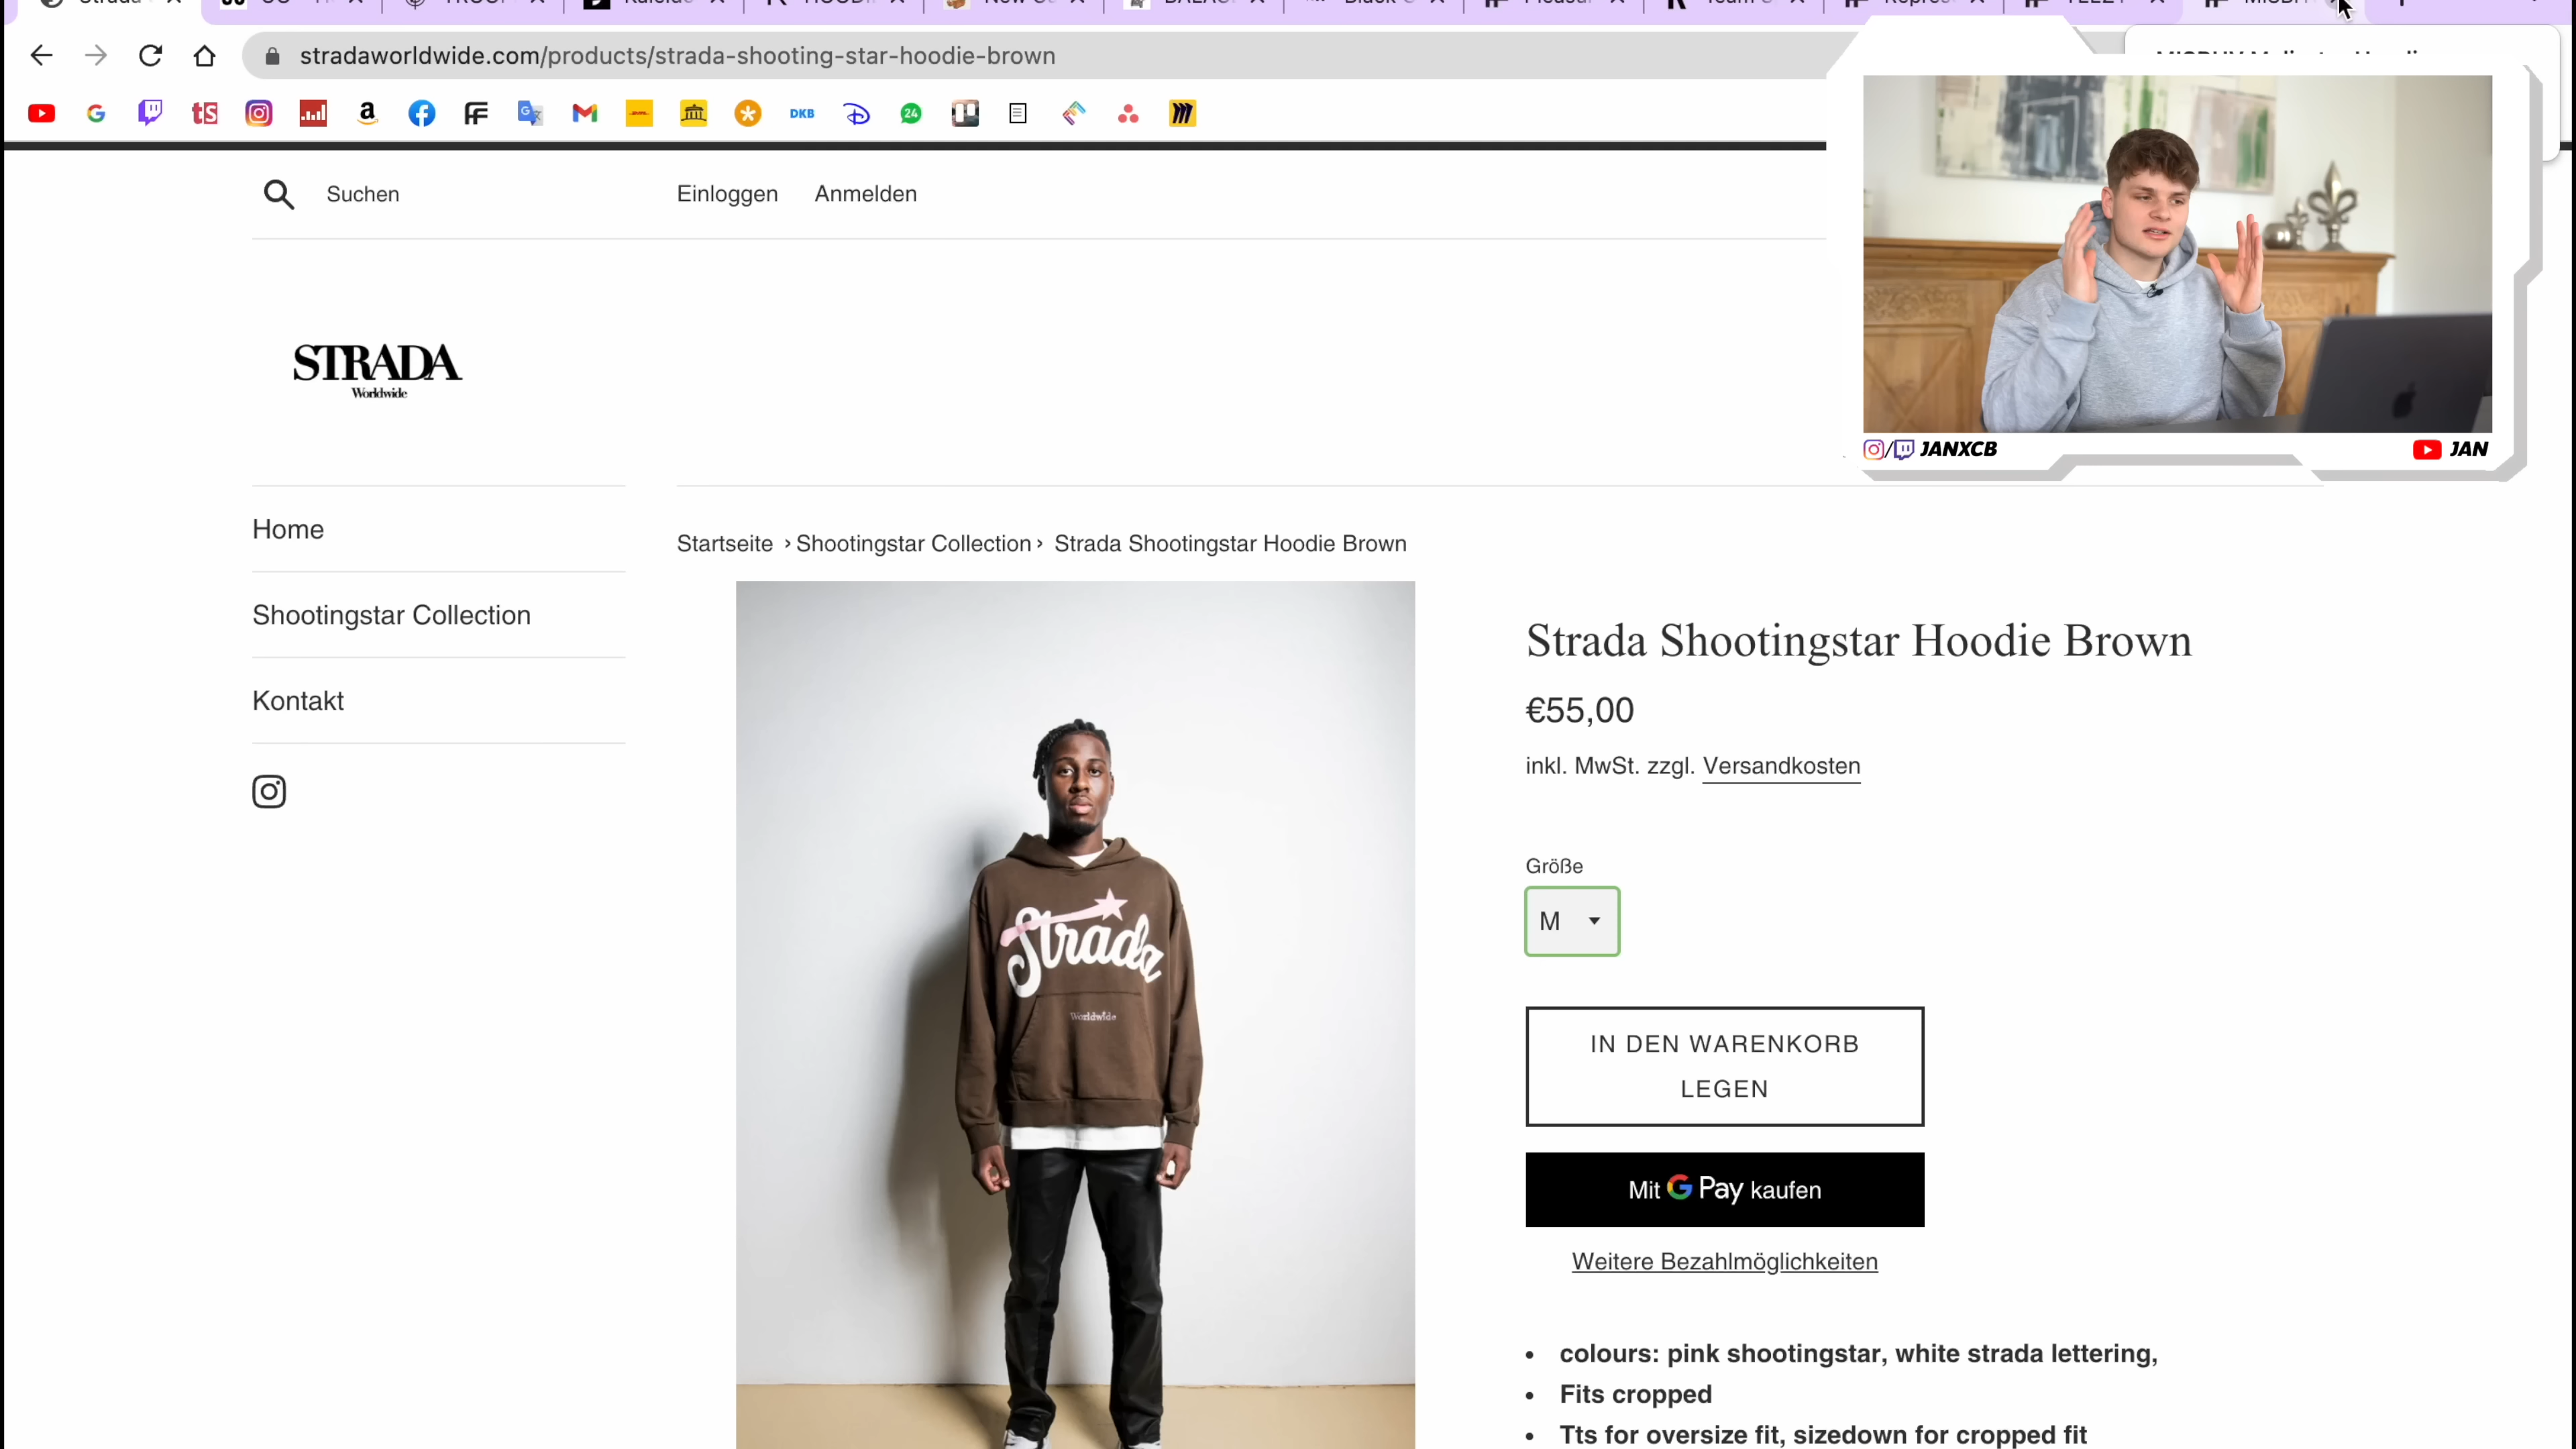 stradaworldwide.com/products/strada-shooting-star-hoodie-brown
DKB
24
Suchen
Einloggen Anmelden
JANXCB
JAN
STRADA
Worldwide
Home
Shootingstar Collection
Kontakt
Startseite › Shootingstar Collection › Strada Shootingstar Hoodie Brown
Strada
Worldwide
Strada Shootingstar Hoodie Brown
€55,00
inkl. MwSt. zzgl. Versandkosten
Größe
M
IN DEN WARENKORB
LEGEN
Mit G Pay kaufen
Weitere Bezahlmöglichkeiten
• colours: pink shootingstar, white strada lettering,
• Fits cropped
• Tts for oversize fit, sizedown for cropped fit